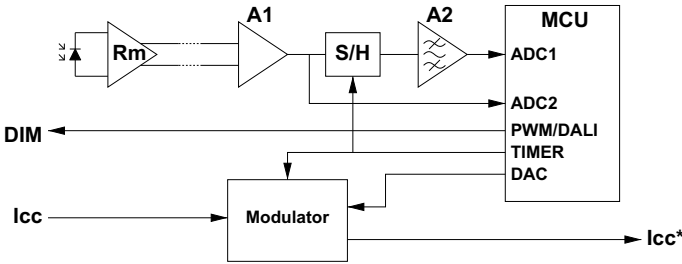 A1
A2
MCU
Rm
S/H
ADC1
ADC2
PWM/DALI
DIM
TIMER
DAC
Icc
Modulator
Icc*